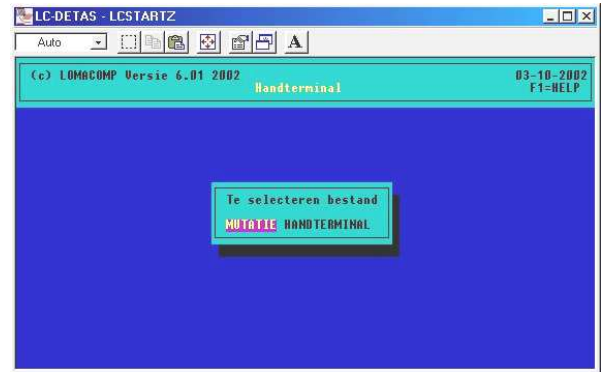 LC-DETAS - LCSTARTZ
Auto
A
(c) LOMACOMP Versie 6.01 2002 03-10-2002
Handterminal F1=HELP
Te selecteren bestand
MUTATIE HANDTERMINAL